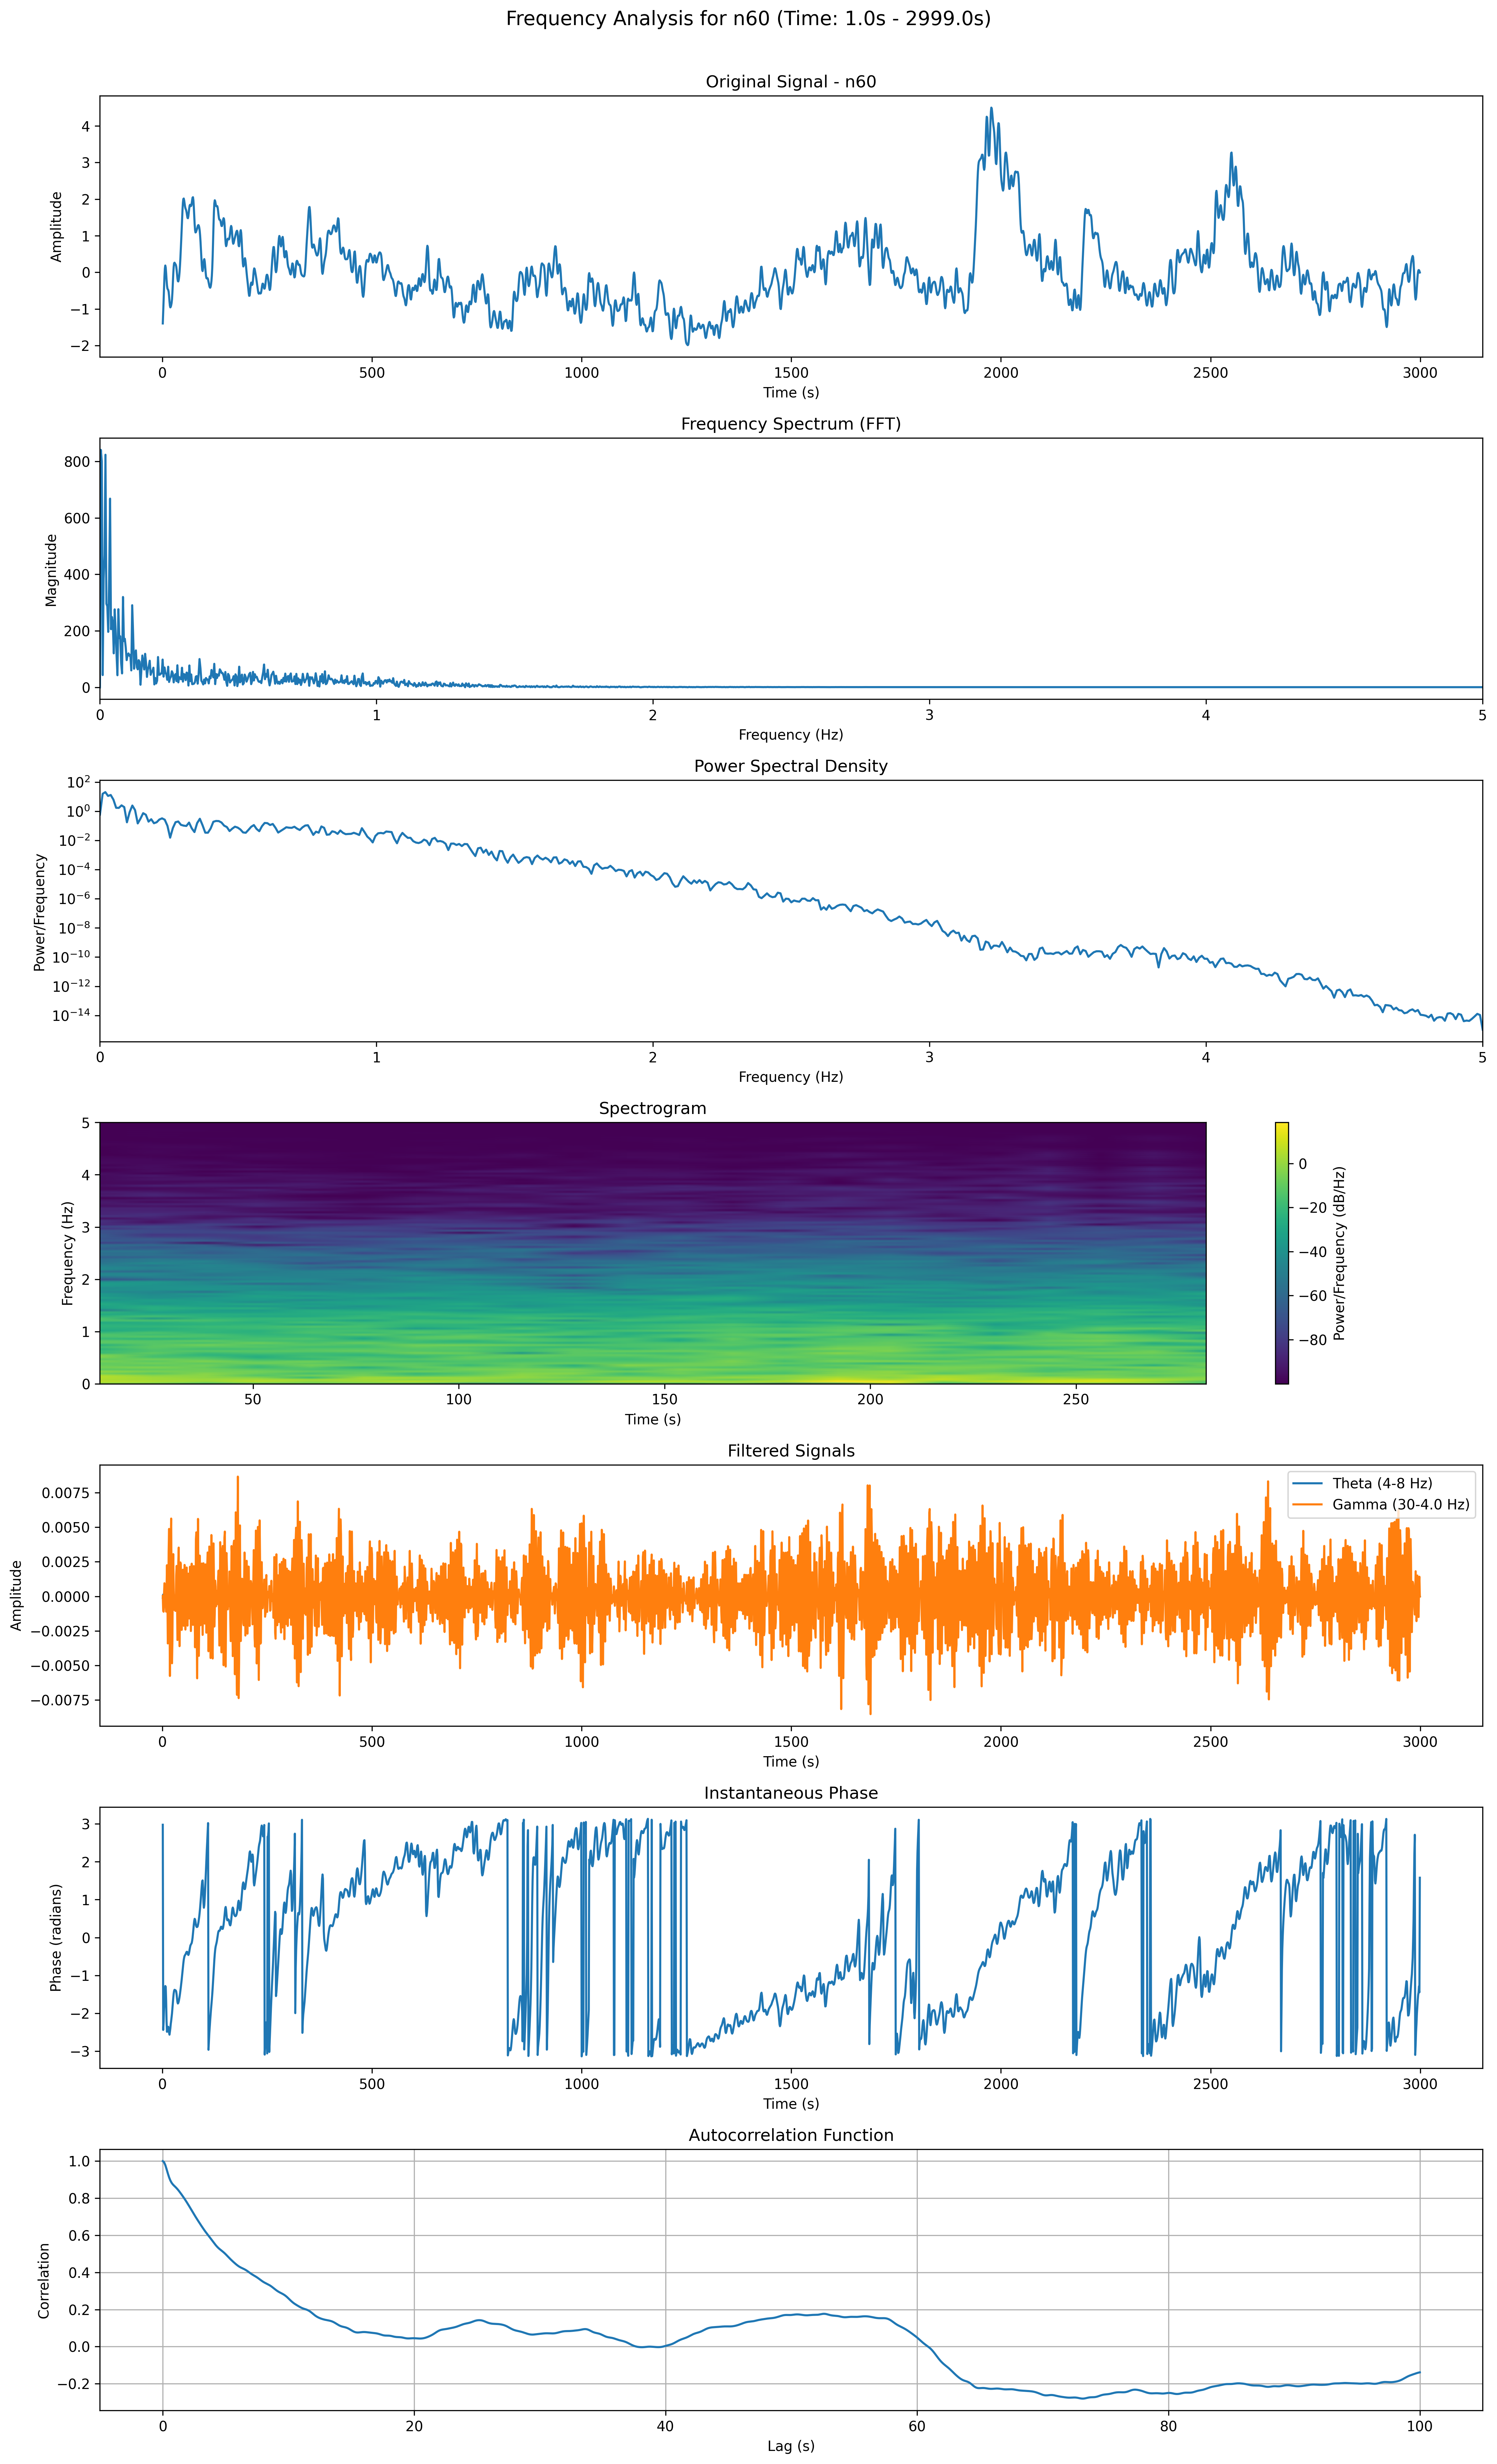 Frequency Analysis for n60 (Time: 1.0s - 2999.0s)
Original Signal - n60
4
3
2
1
0
−1
−2
Amplitude
0 500 1000 1500 2000 2500 3000
Time (s)
Frequency Spectrum (FFT)
800
600
400
200
0
Magnitude
0 1 2 3 4 5
Frequency (Hz)
Power Spectral Density
10²
10⁰
10⁻²
10⁻⁴
10⁻⁶
10⁻⁸
10⁻¹⁰
10⁻¹²
10⁻¹⁴
Power/Frequency
0 1 2 3 4 5
Frequency (Hz)
Spectrogram
5
4
3
2
1
0
Frequency (Hz)
50 100 150 200 250
Time (s)
0
−20
−40
−60
−80
Power/Frequency (dB/Hz)
Filtered Signals
0.0075
0.0050
0.0025
0.0000
−0.0025
−0.0050
−0.0075
Amplitude
Theta (4-8 Hz)
Gamma (30-4.0 Hz)
0 500 1000 1500 2000 2500 3000
Time (s)
Instantaneous Phase
3
2
1
0
−1
−2
−3
Phase (radians)
0 500 1000 1500 2000 2500 3000
Time (s)
Autocorrelation Function
1.0
0.8
0.6
0.4
0.2
0.0
−0.2
Correlation
0 20 40 60 80 100
Lag (s)